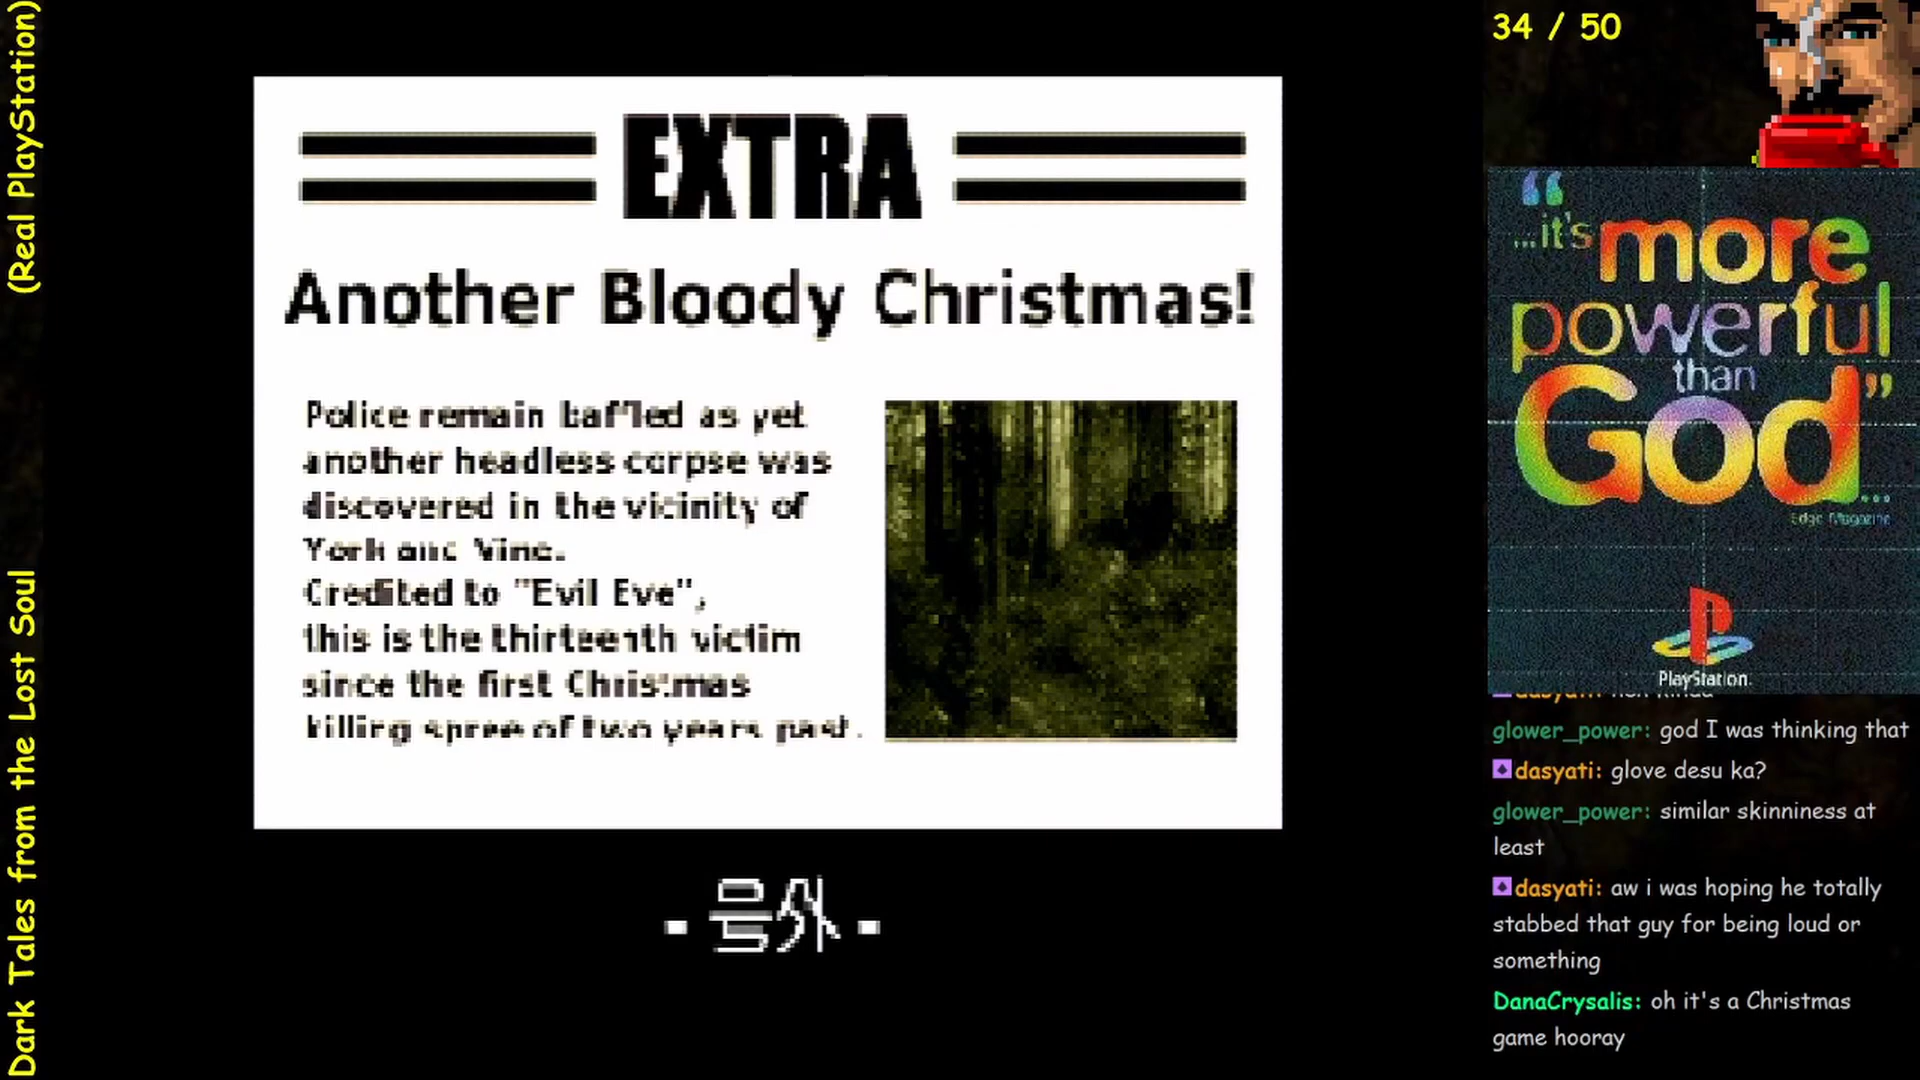 Dark Tales from the Lost Soul (Real PlayStation)
EXTRA
Another Bloody Christmas!
Police remain baffled as yet
another headless corpse was
discovered in the vicinity of
York and Vine.
Credited to "Evil Eve",
this is the thirteenth victim
since the first Christmas
killing spree of two years past.
- 号外 -
34 / 50
“
...it's more
powerful
than
God”
...
Edge Magazine
PlayStation.
dasyati:
glower_power: god I was thinking that
dasyati: glove desu ka?
glower_power: similar skinniness at
least
dasyati: aw i was hoping he totally
stabbed that guy for being loud or
something
DanaCrysalis: oh it's a Christmas
game hooray